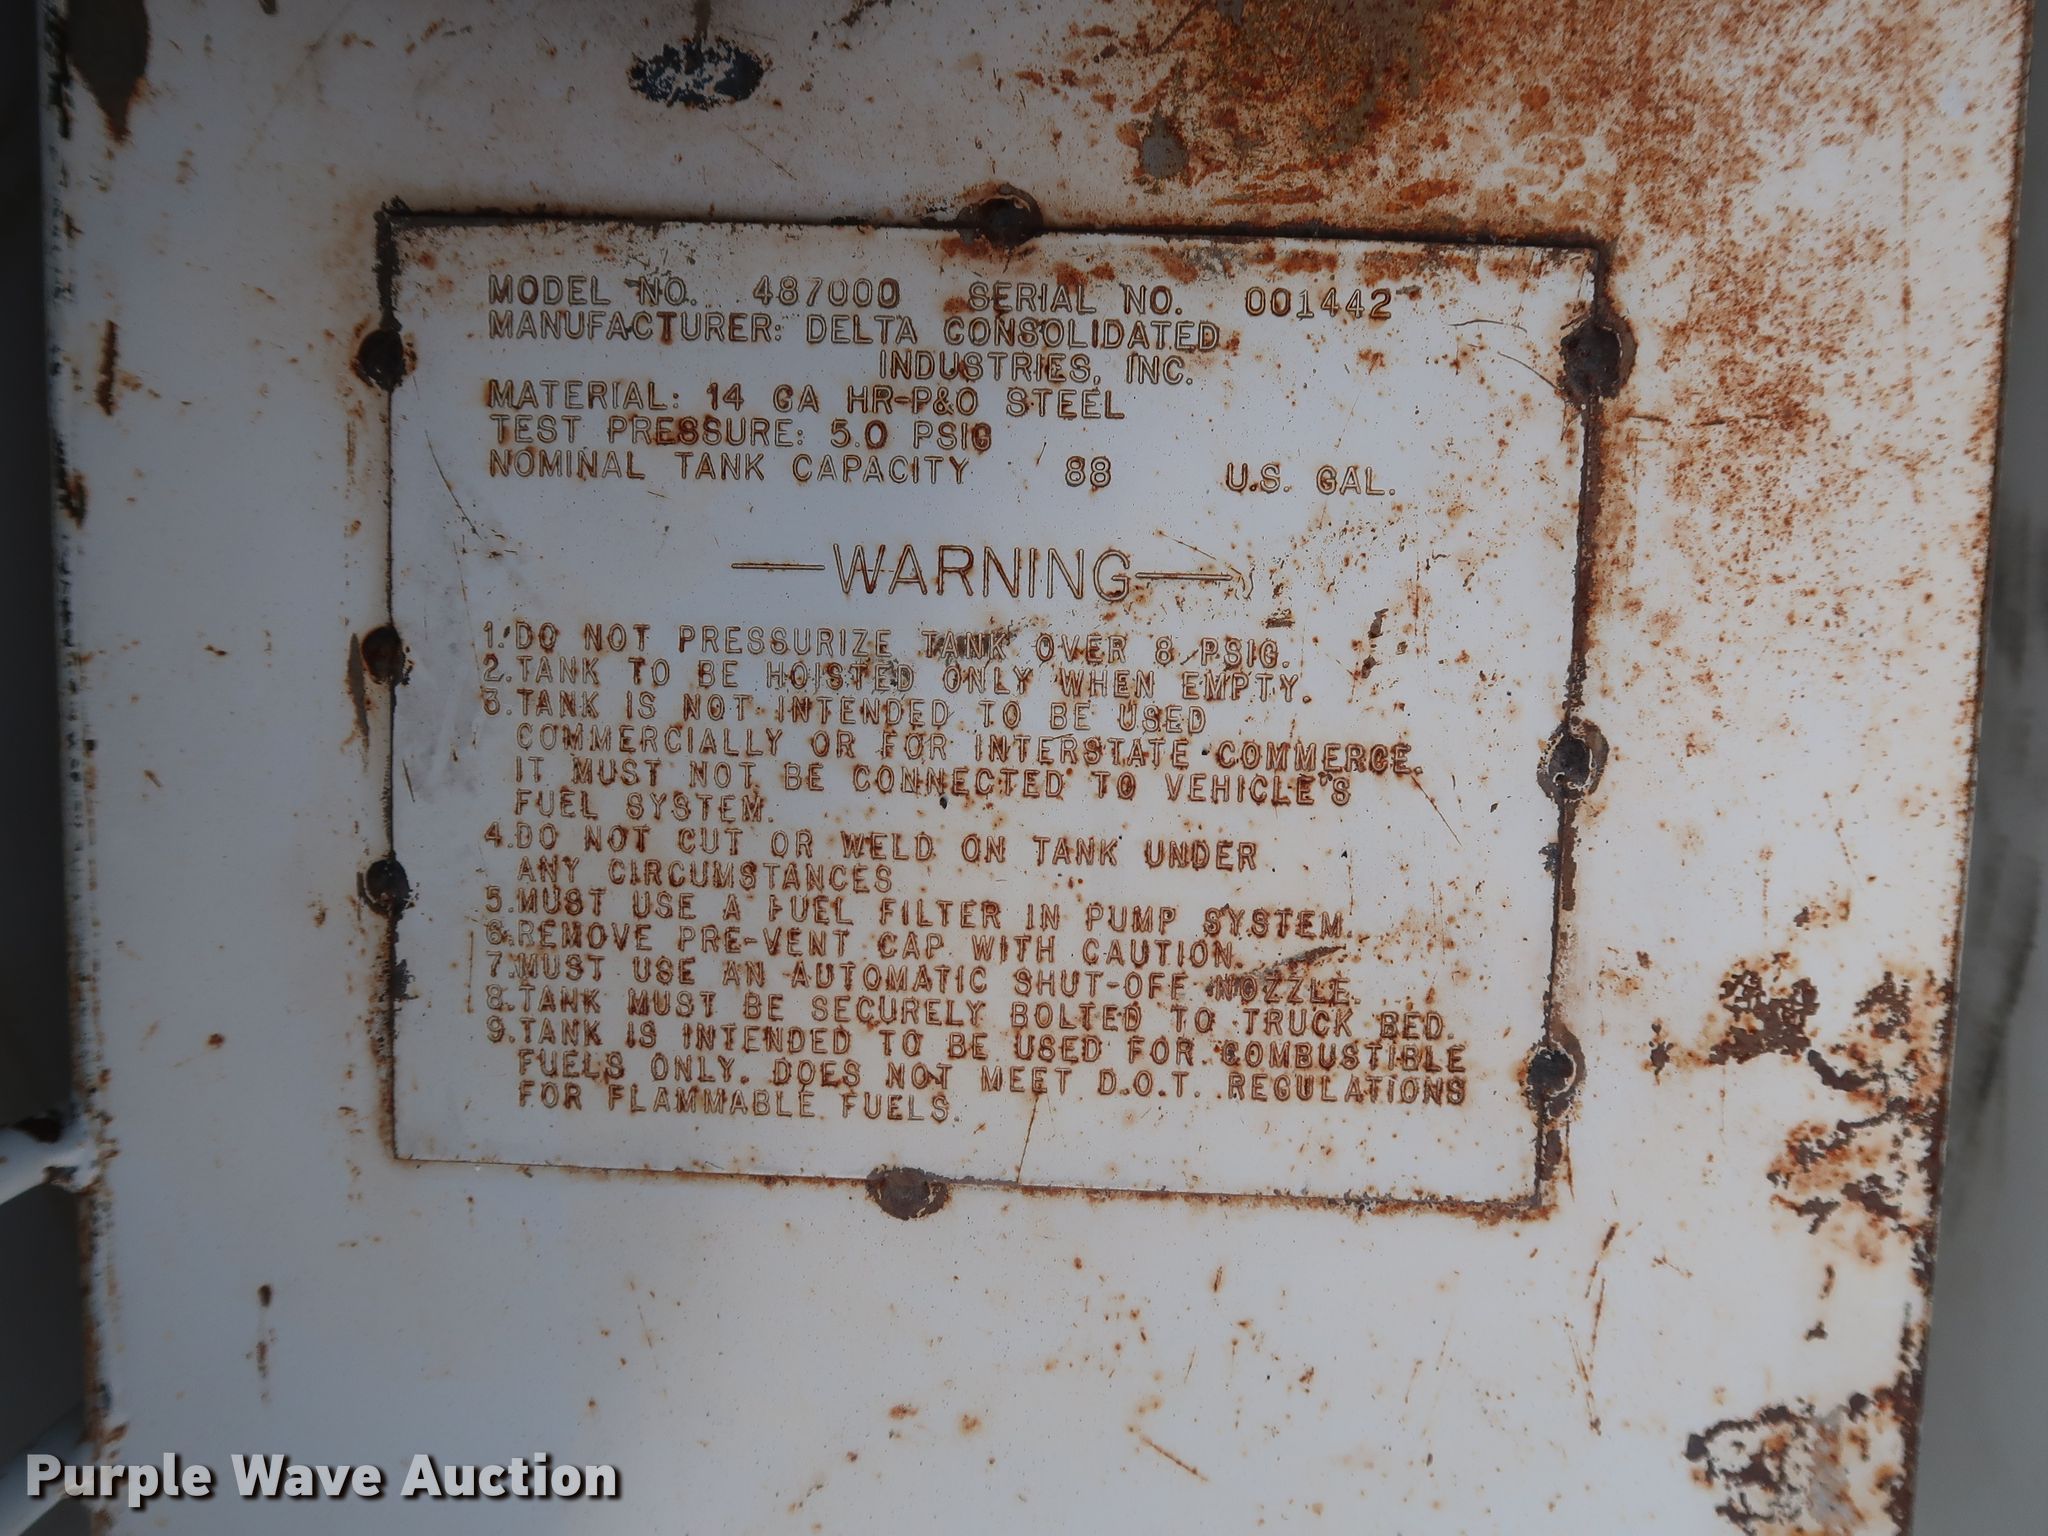 MODEL NO. 487000 SERIAL NO. 001442
MANUFACTURER: DELTA CONSOLIDATED
INDUSTRIES, INC.
MATERIAL: 14 GA HR-P&O STEEL
TEST PRESSURE: 5.0 PSIG
NOMINAL TANK CAPACITY 88 U.S. GAL.
WARNING
1. DO NOT PRESSURIZE TANK OVER 8 PSIG.
2. TANK TO BE HOISTED ONLY WHEN EMPTY.
3. TANK IS NOT INTENDED TO BE USED
COMMERCIALLY OR FOR INTERSTATE COMMERCE.
IT MUST NOT BE CONNECTED TO VEHICLE'S
FUEL SYSTEM.
4. DO NOT CUT OR WELD ON TANK UNDER
ANY CIRCUMSTANCES
5. MUST USE A FUEL FILTER IN PUMP SYSTEM.
6. REMOVE PRE-VENT CAP WITH CAUTION.
7. MUST USE AN AUTOMATIC SHUT-OFF NOZZLE.
8. TANK MUST BE SECURELY BOLTED TO TRUCK BED.
9. TANK IS INTENDED TO BE USED FOR COMBUSTIBLE
FUELS ONLY. DOES NOT MEET D.O.T. REGULATIONS
FOR FLAMMABLE FUELS.
Purple Wave Auction